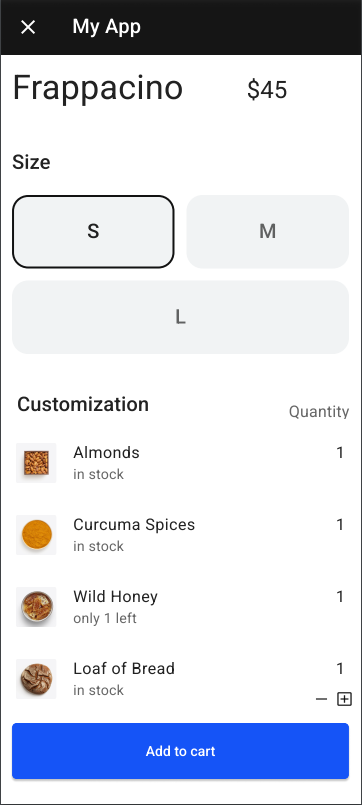 My App
Frappacino $45
Size
S M
L
Customization
Quantity
Almonds 1
in stock
Curcuma Spices 1
in stock
Wild Honey 1
only 1 left
Loaf of Bread 1
in stock
Add to cart